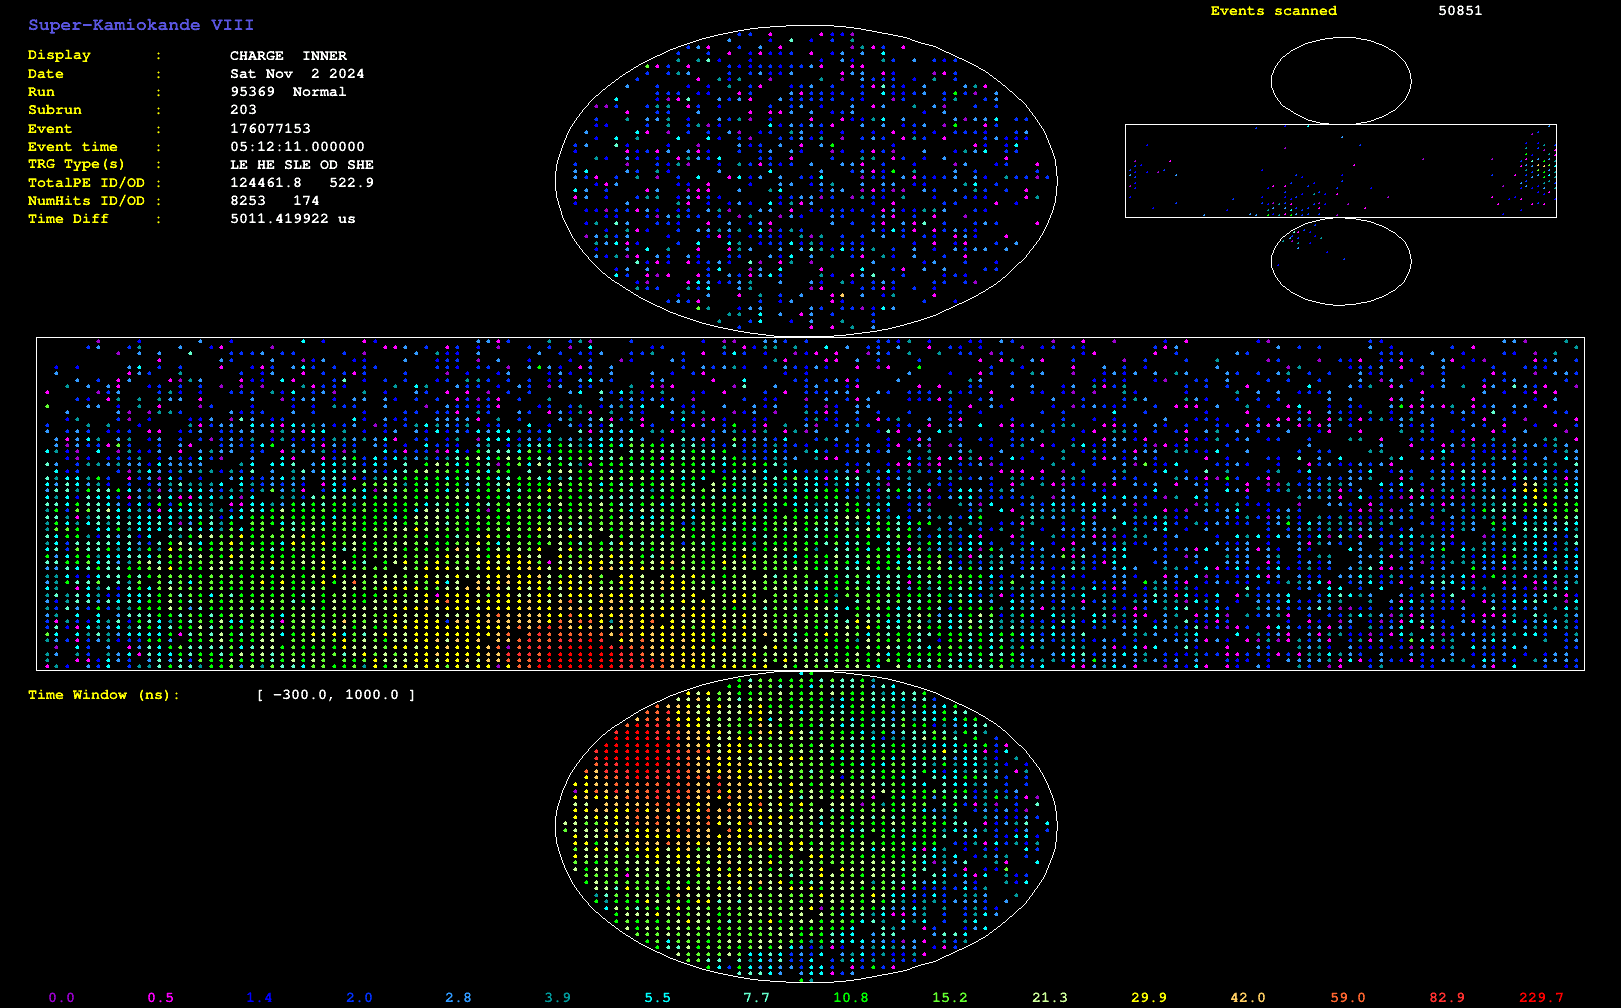 Super-Kamiokande VIII
Display : CHARGE INNER
Date : Sat Nov 2 2024
Run : 95369 Normal
Subrun : 203
Event : 176077153
Event time : 05:12:11.000000
TRG Type(s) : LE HE SLE OD SHE
TotalPE ID/OD : 124461.8 522.9
NumHits ID/OD : 8253 174
Time Diff : 5011.419922 us
Events scanned 50851
Time Window (ns): [ -300.0, 1000.0 ]
0.0 0.5 1.4 2.0 2.8 3.9 5.5 7.7 10.8 15.2 21.3 29.9 42.0 59.0 82.9 229.7